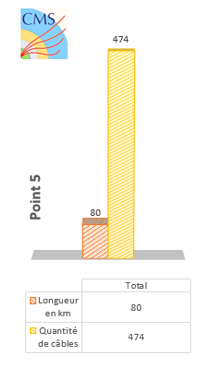 CMS
474
80
Point 5
Total
Longueur
en km
80
Quantité
de câbles
474